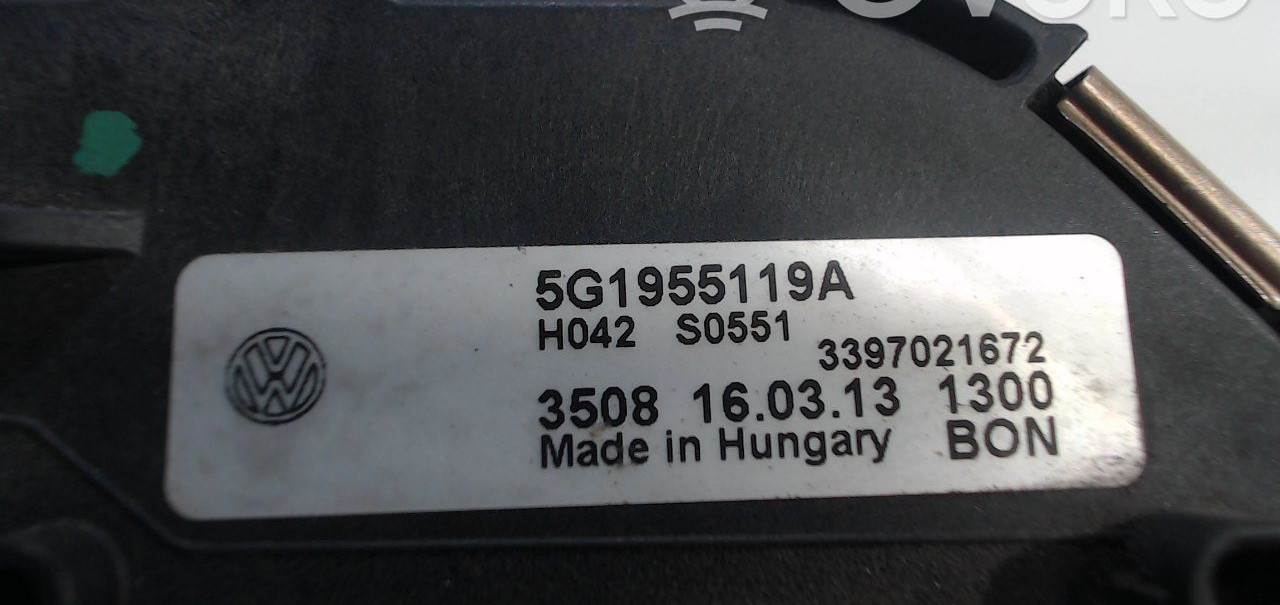 5G1955119A
H042 S0551
3397021672
3508 16.03.13 1300
Made in Hungary BON